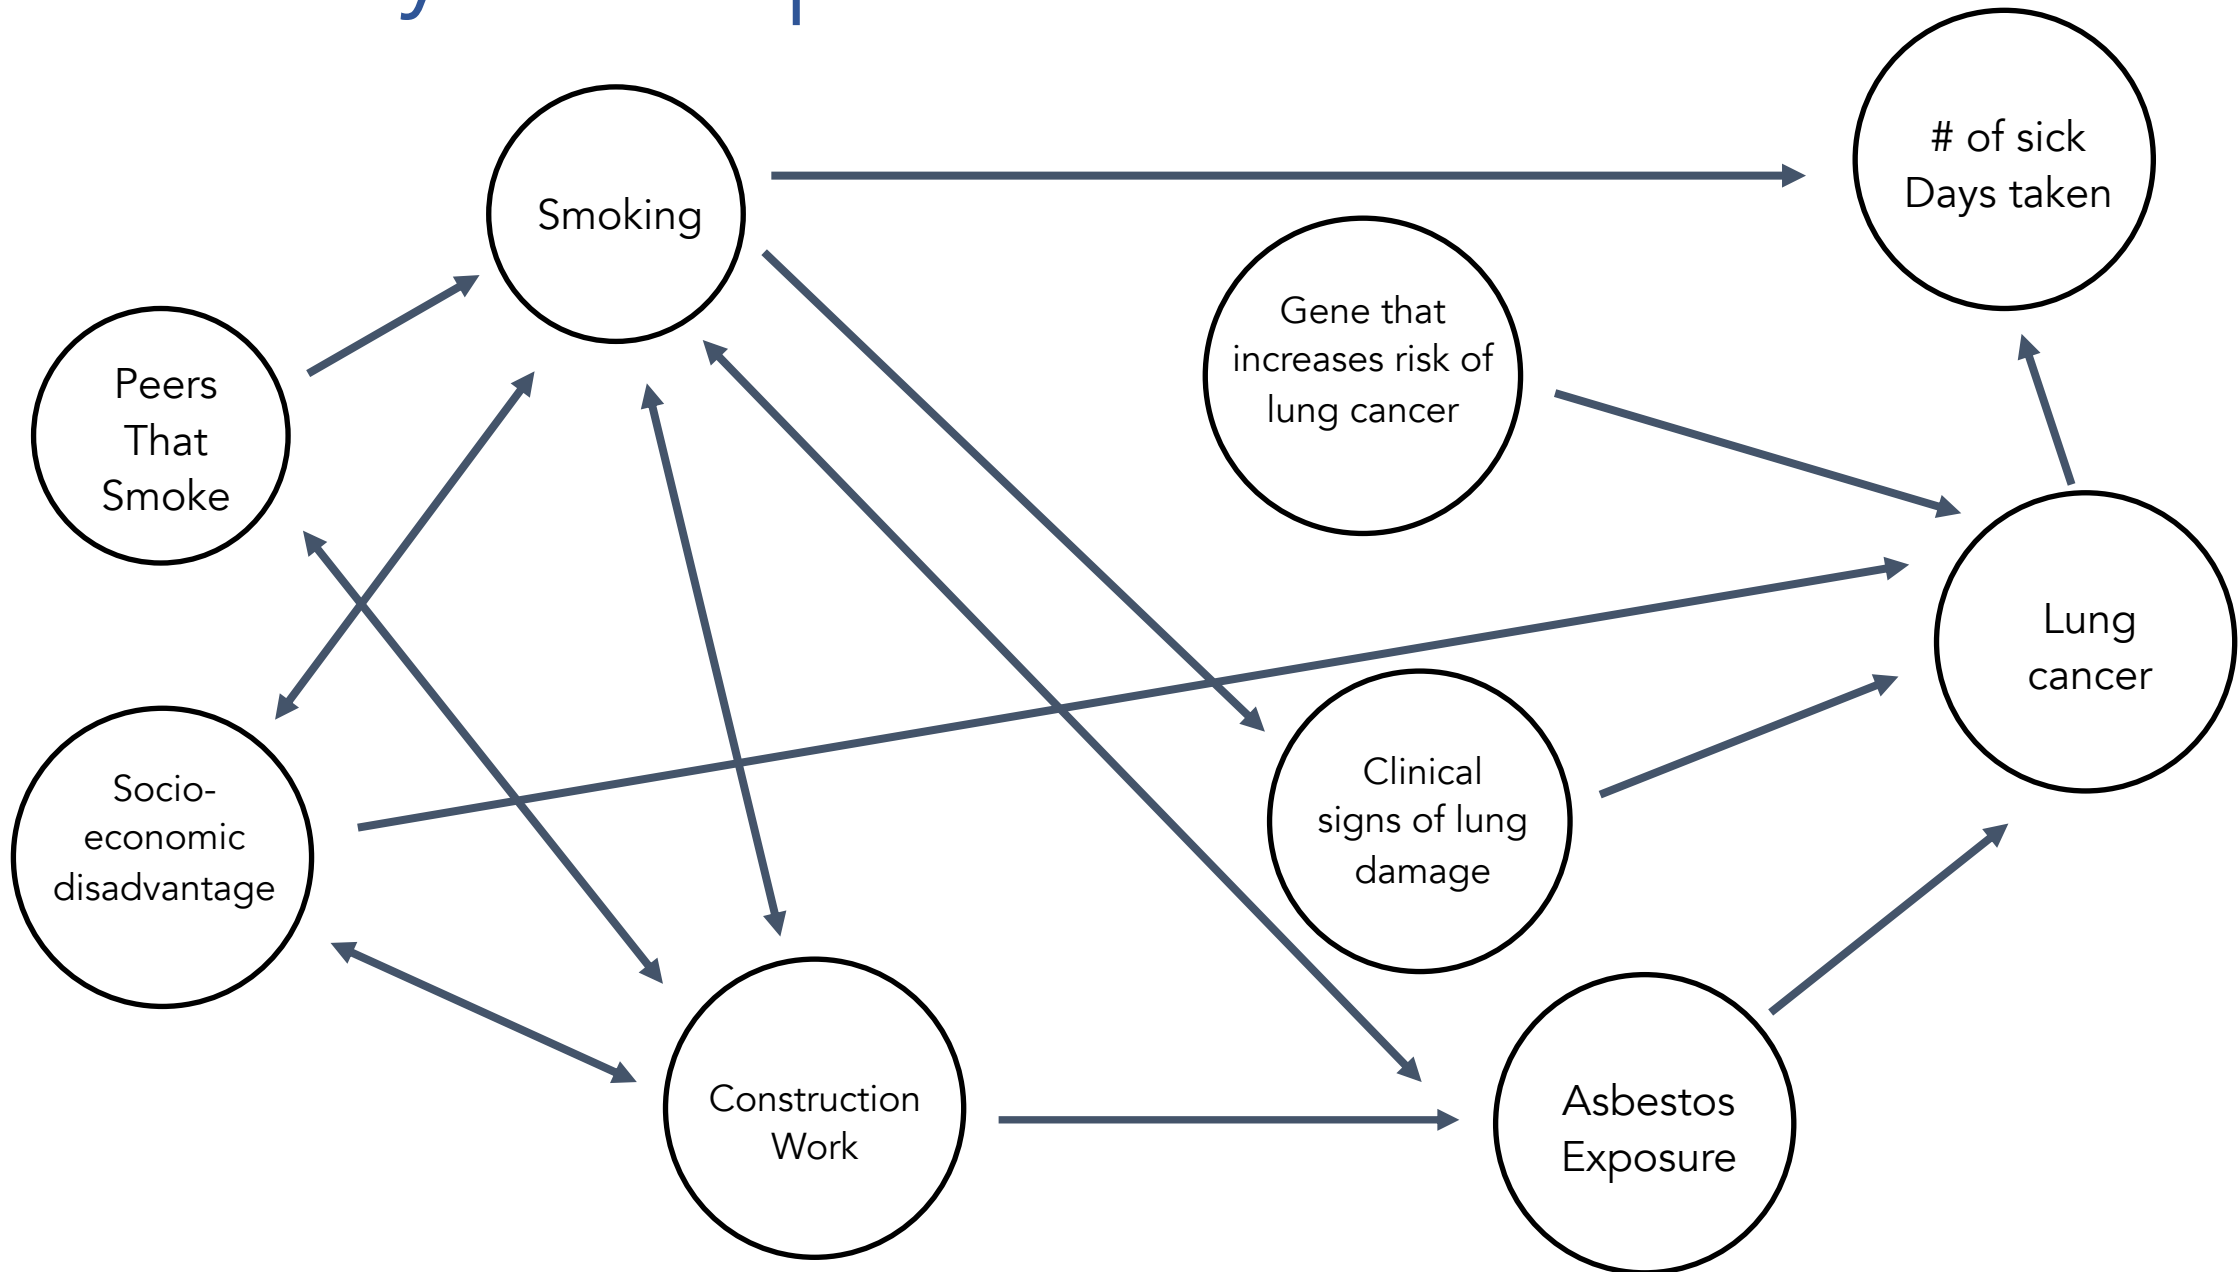 # of sick
Days taken
Smoking
Gene that
increases risk of
lung cancer
Peers
That
Smoke
Lung
cancer
Socio-
economic
disadvantage
Clinical
signs of lung
damage
Construction
Work
Asbestos
Exposure